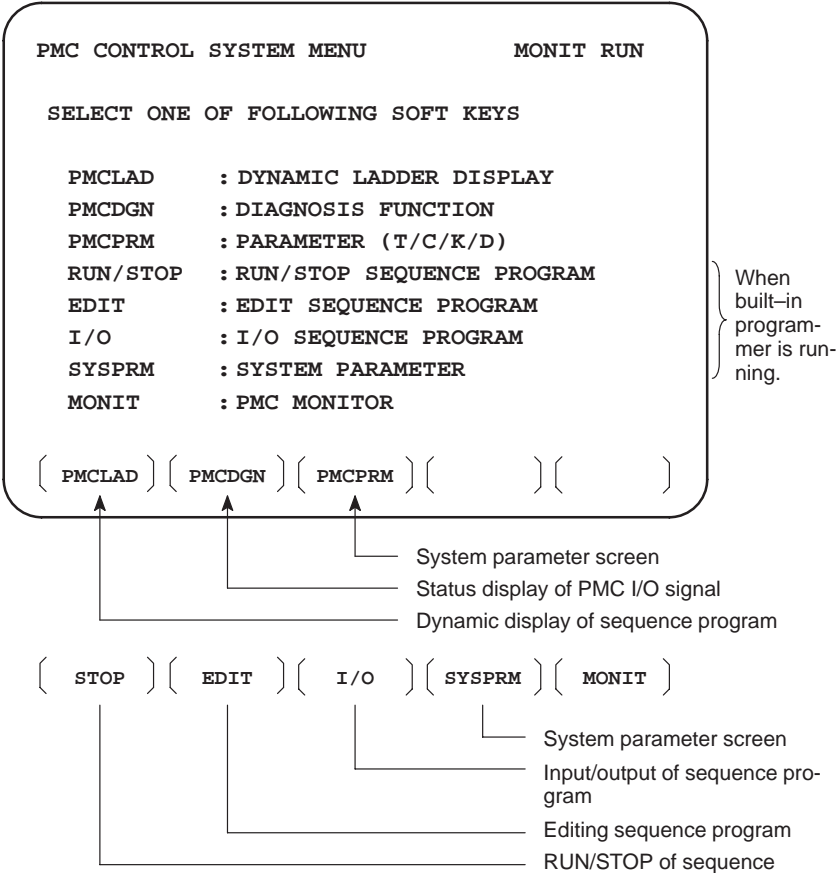 PMC CONTROL SYSTEM MENU MONIT RUN
SELECT ONE OF FOLLOWING SOFT KEYS
PMCLAD : DYNAMIC LADDER DISPLAY
PMCDGN : DIAGNOSIS FUNCTION
PMCPRM : PARAMETER (T/C/K/D)
RUN/STOP : RUN/STOP SEQUENCE PROGRAM
EDIT : EDIT SEQUENCE PROGRAM
I/O : I/O SEQUENCE PROGRAM
SYSPRM : SYSTEM PARAMETER
MONIT : PMC MONITOR
When
built–in
program-
mer is run-
ning.
PMCLAD PMCDGN PMCPRM
System parameter screen
Status display of PMC I/O signal
Dynamic display of sequence program
STOP EDIT I/O SYSPRM MONIT
System parameter screen
Input/output of sequence pro-
gram
Editing sequence program
RUN/STOP of sequence